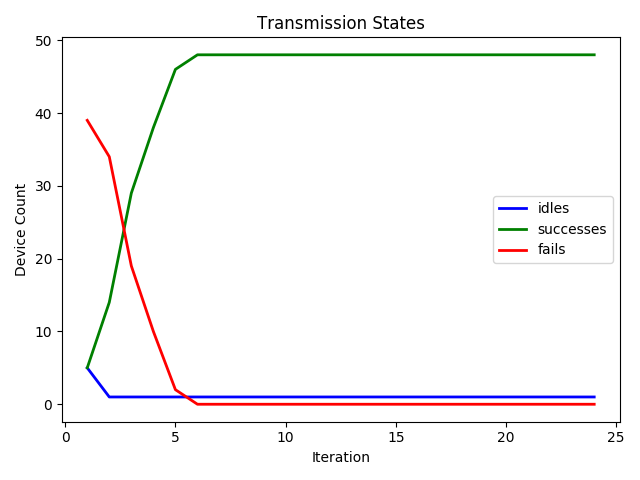 Transmission States
Device Count
50
40
30
20
10
0
idles
successes
fails
0 5 10 15 20 25
Iteration